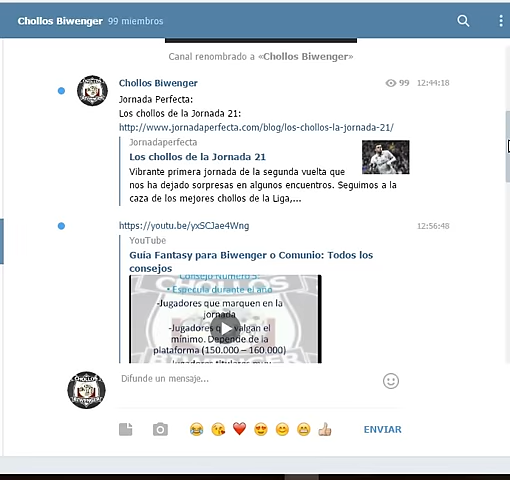 Chollos Biwenger 99 miembros
Canal renombrado a «Chollos Biwenger»
Chollos Biwenger 99 12:44:18
Jornada Perfecta:
Los chollos de la Jornada 21:
http://www.jornadaperfecta.com/blog/los-chollos-la-jornada-21/
Jornadaperfecta
Los chollos de la Jornada 21
Vibrante primera jornada de la segunda vuelta que
nos ha dejado sorpresas en algunos encuentros. Seguimos a la
caza de los mejores chollos de la Liga,...
https://youtu.be/yxSCJae4Wng 12:56:48
YouTube
Guía Fantasy para Biwenger o Comunio: Todos los
consejos
Consejo Número 5:
• Especula durante el año
-Jugadores que marquen en la
jornada
-Jugadores que valgan el
mínimo. Depende de la
plataforma (150.000 – 160.000)
Difunde un mensaje...
ENVIAR